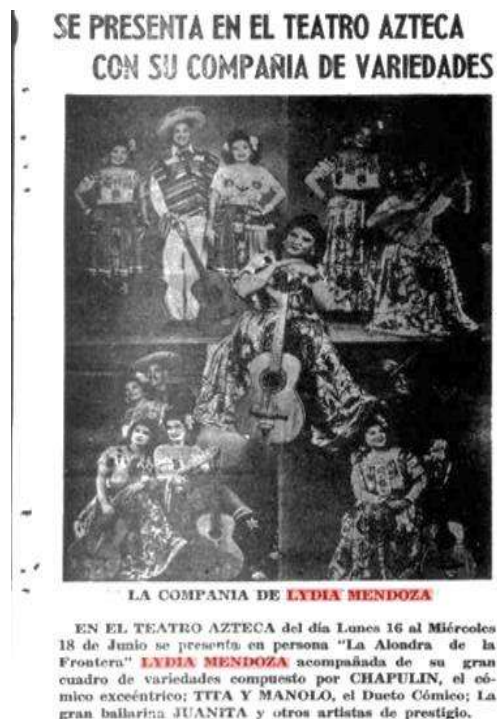 SE PRESENTA EN EL TEATRO AZTECA
CON SU COMPAÑIA DE VARIEDADES
LA COMPANIA DE LYDIA MENDOZA
EN EL TEATRO AZTECA del día Lunes 16 al Miércoles
18 de Junio se presenta en persona "La Alondra de la
Frontera" LYDIA MENDOZA acompañada de su gran
cuadro de variedades compuesto por CHAPULIN, el có-
mico excéntrico; TITA Y MANOLO, el Dueto Cómico; La
gran bailarina JUANITA y otros artistas de prestigio.